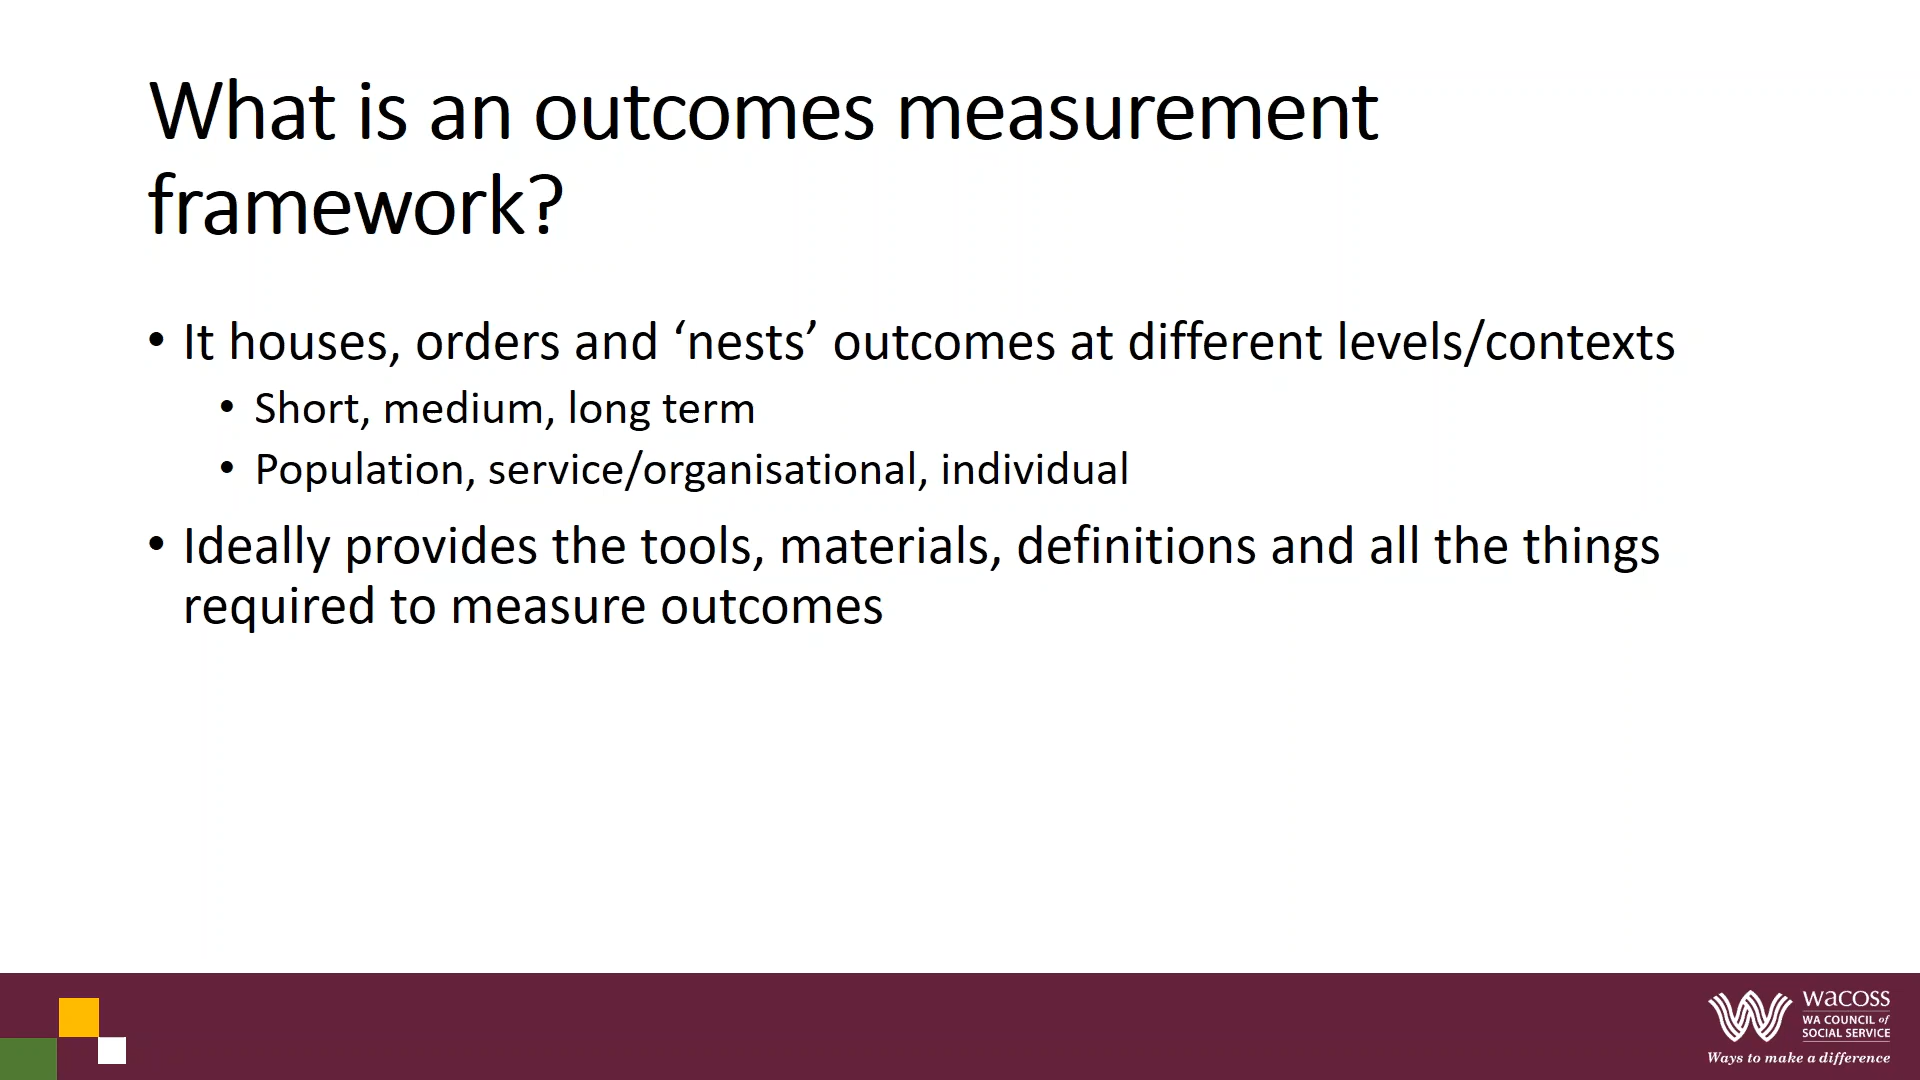 What is an outcomes measurement
framework?
• It houses, orders and ‘nests’ outcomes at different levels/contexts
• Short, medium, long term
• Population, service/organisational, individual
• Ideally provides the tools, materials, definitions and all the things
required to measure outcomes
wacoss
WA COUNCIL of
SOCIAL SERVICE
Ways to make a difference